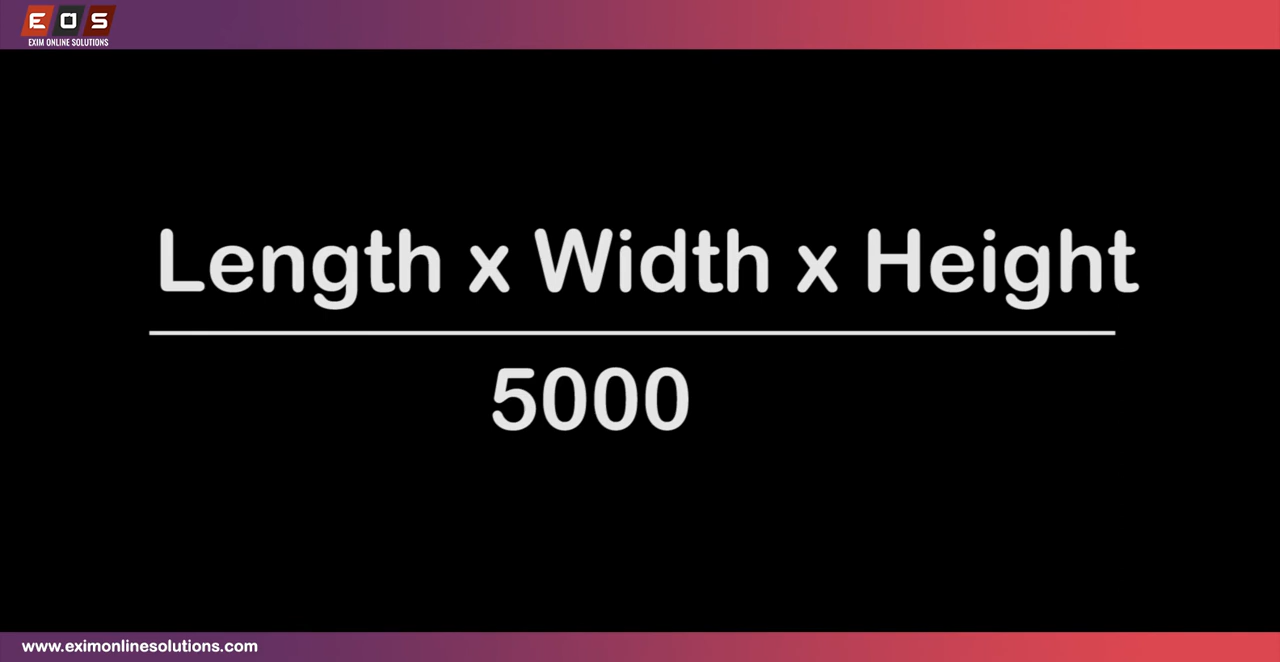 EOS
EXIM ONLINE SOLUTIONS
Length x Width x Height
5000
www.eximonlinesolutions.com